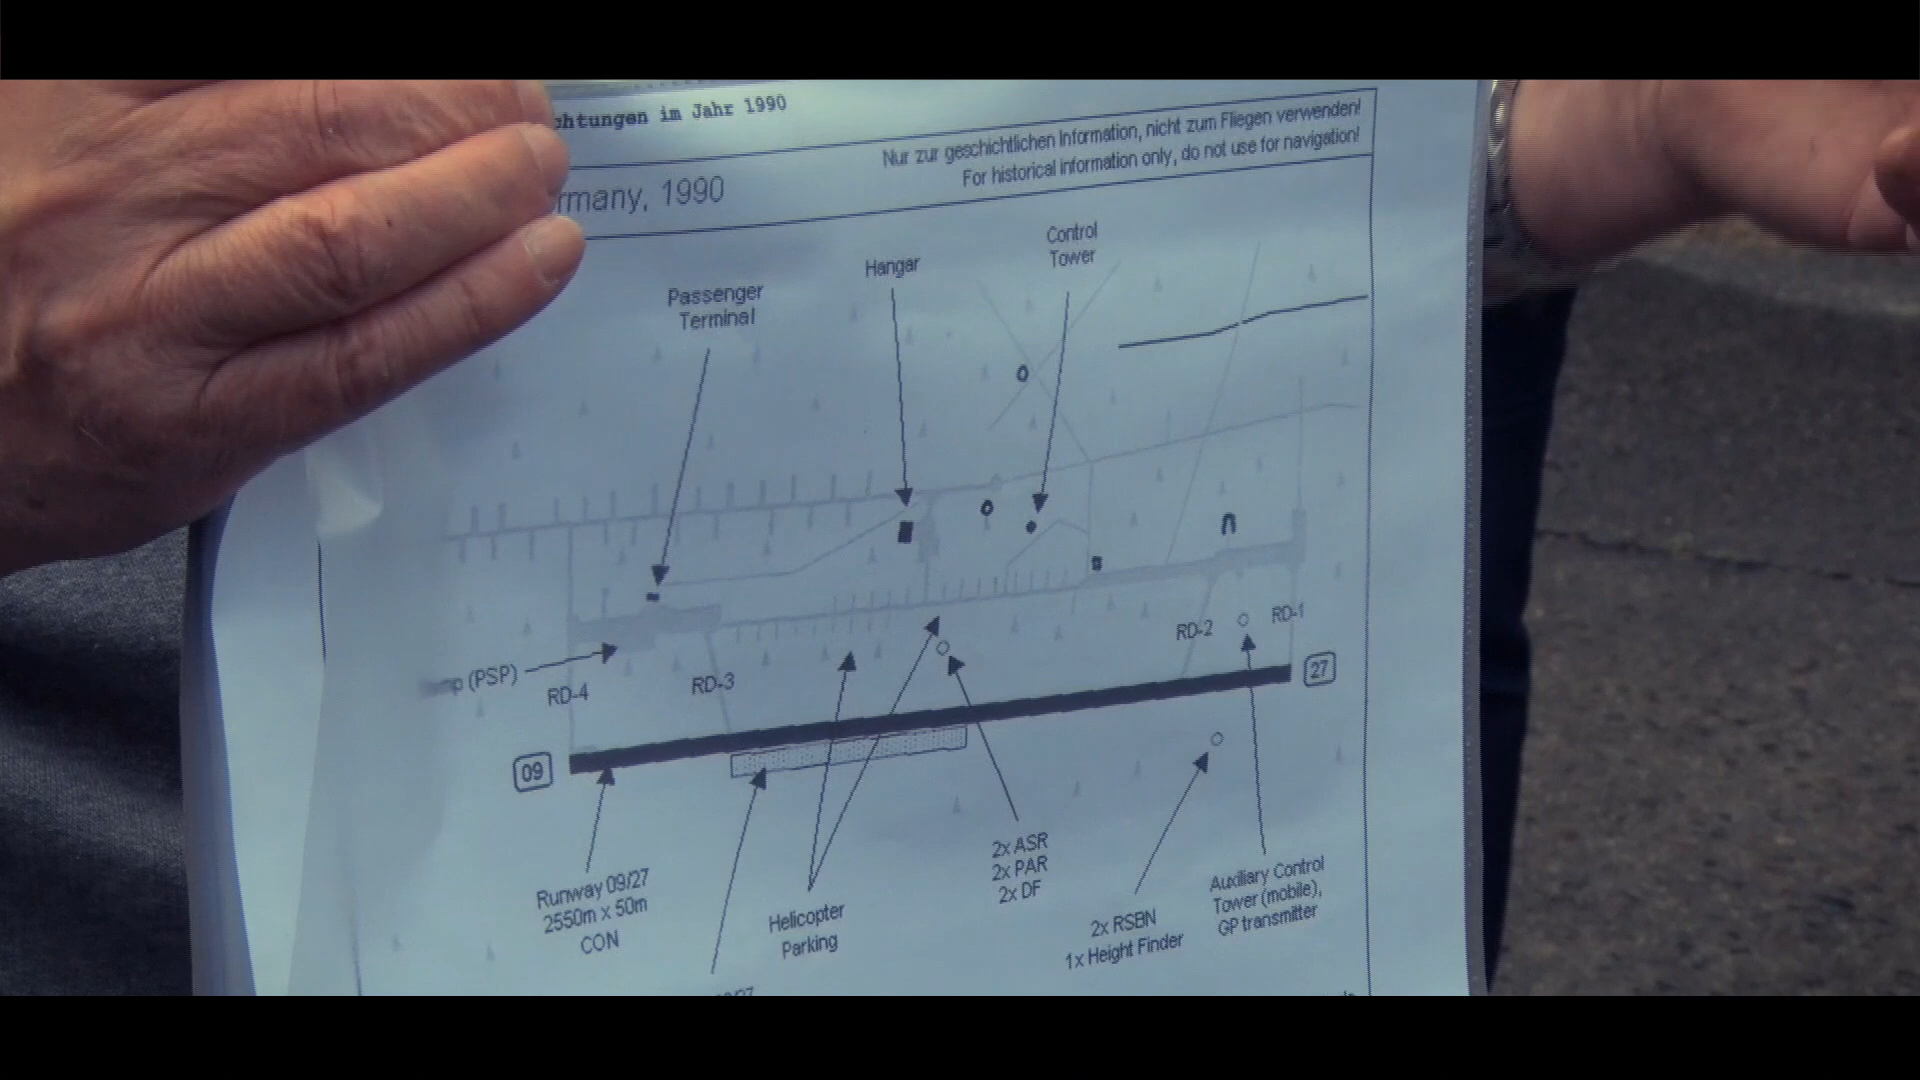 chtungen im Jahr 1990
Nur zur geschichtlichen Information, nicht zum Fliegen verwenden!
For historical information only, do not use for navigation!
rmany, 1990
Control
Tower
Hangar
Passenger
Terminal
(PSP)
RD-4
RD-3
RD-2
RD-1
27
09
Runway 09/27
2550m x 50m
CON
Helicopter
Parking
2x ASR
2x PAR
2x DF
2x RSBN
1x Height Finder
Auxiliary Control
Tower (mobile),
GP transmitter